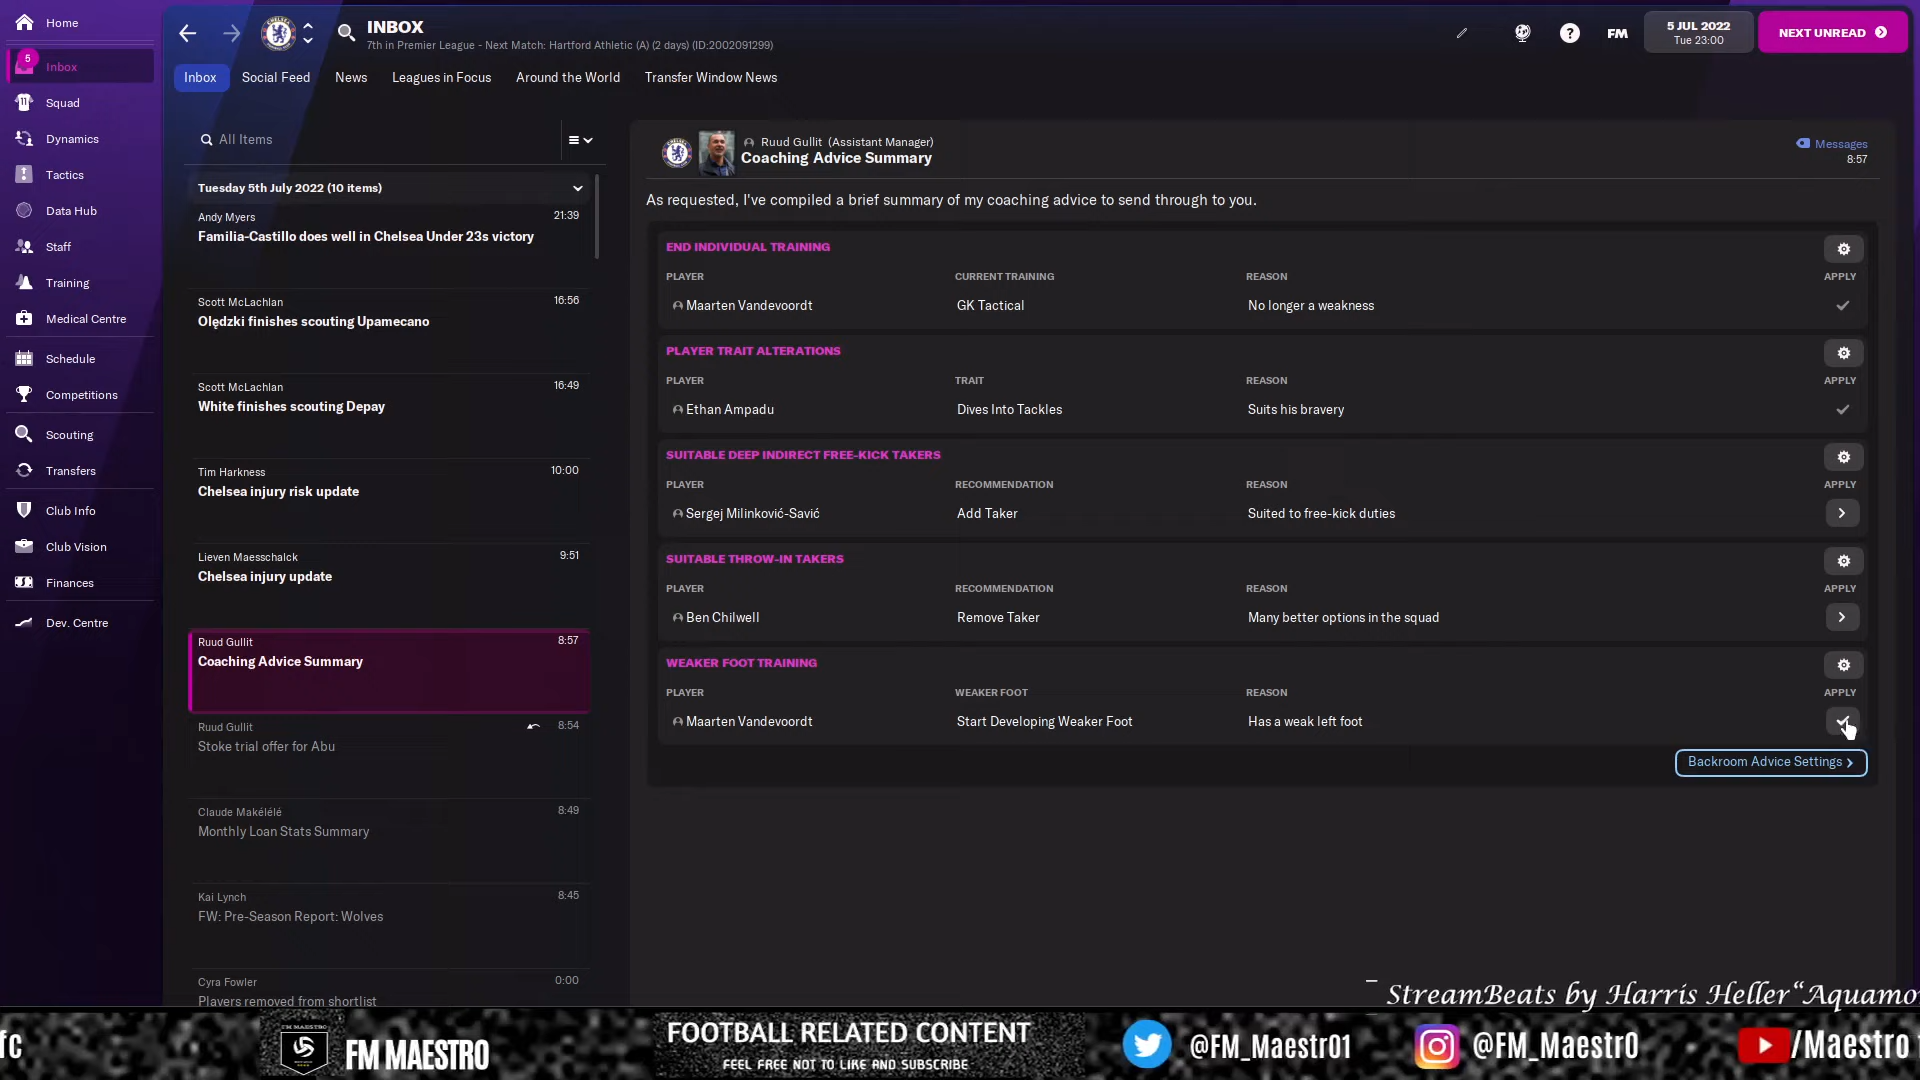 Home
5
Inbox
Squad
Dynamics
Tactics
Data Hub
Staff
Training
Medical Centre
Schedule
Competitions
Scouting
Transfers
Club Info
Club Vision
Finances
Dev. Centre
INBOX
7th in Premier League - Next Match: Hartford Athletic (A) (2 days) (ID:2002091299)
FM
5 JUL 2022
Tue 23:00
NEXT UNREAD
Inbox Social Feed News Leagues in Focus Around the World Transfer Window News
All Items
Tuesday 5th July 2022 (10 items)
Andy Myers 21:39
Familia-Castillo does well in Chelsea Under 23s victory
Scott McLachlan 16:56
Olędzki finishes scouting Upamecano
Scott McLachlan 16:49
White finishes scouting Depay
Tim Harkness 10:00
Chelsea injury risk update
Lieven Maesschalck 9:51
Chelsea injury update
Ruud Gullit 8:57
Coaching Advice Summary
Ruud Gullit 8:54
Stoke trial offer for Abu
Claude Makélélé 8:49
Monthly Loan Stats Summary
Kai Lynch 8:45
FW: Pre-Season Report: Wolves
Cyra Fowler 0:00
Players removed from shortlist
Ruud Gullit (Assistant Manager)
Coaching Advice Summary
Messages
8:57
As requested, I've compiled a brief summary of my coaching advice to send through to you.
END INDIVIDUAL TRAINING
PLAYER CURRENT TRAINING REASON APPLY
Maarten Vandevoordt GK Tactical No longer a weakness
PLAYER TRAIT ALTERATIONS
PLAYER TRAIT REASON APPLY
Ethan Ampadu Dives Into Tackles Suits his bravery
SUITABLE DEEP INDIRECT FREE-KICK TAKERS
PLAYER RECOMMENDATION REASON APPLY
Sergej Milinković-Savić Add Taker Suited to free-kick duties
SUITABLE THROW-IN TAKERS
PLAYER RECOMMENDATION REASON APPLY
Ben Chilwell Remove Taker Many better options in the squad
WEAKER FOOT TRAINING
PLAYER WEAKER FOOT REASON APPLY
Maarten Vandevoordt Start Developing Weaker Foot Has a weak left foot
Backroom Advice Settings
StreamBeats by Harris Heller“Aquamo
fc
FM MAESTRO
FM MAESTRO
FOOTBALL RELATED CONTENT
FEEL FREE NOT TO LIKE AND SUBSCRIBE
@FM_Maestr01
@FM_Maestr0
/Maestro